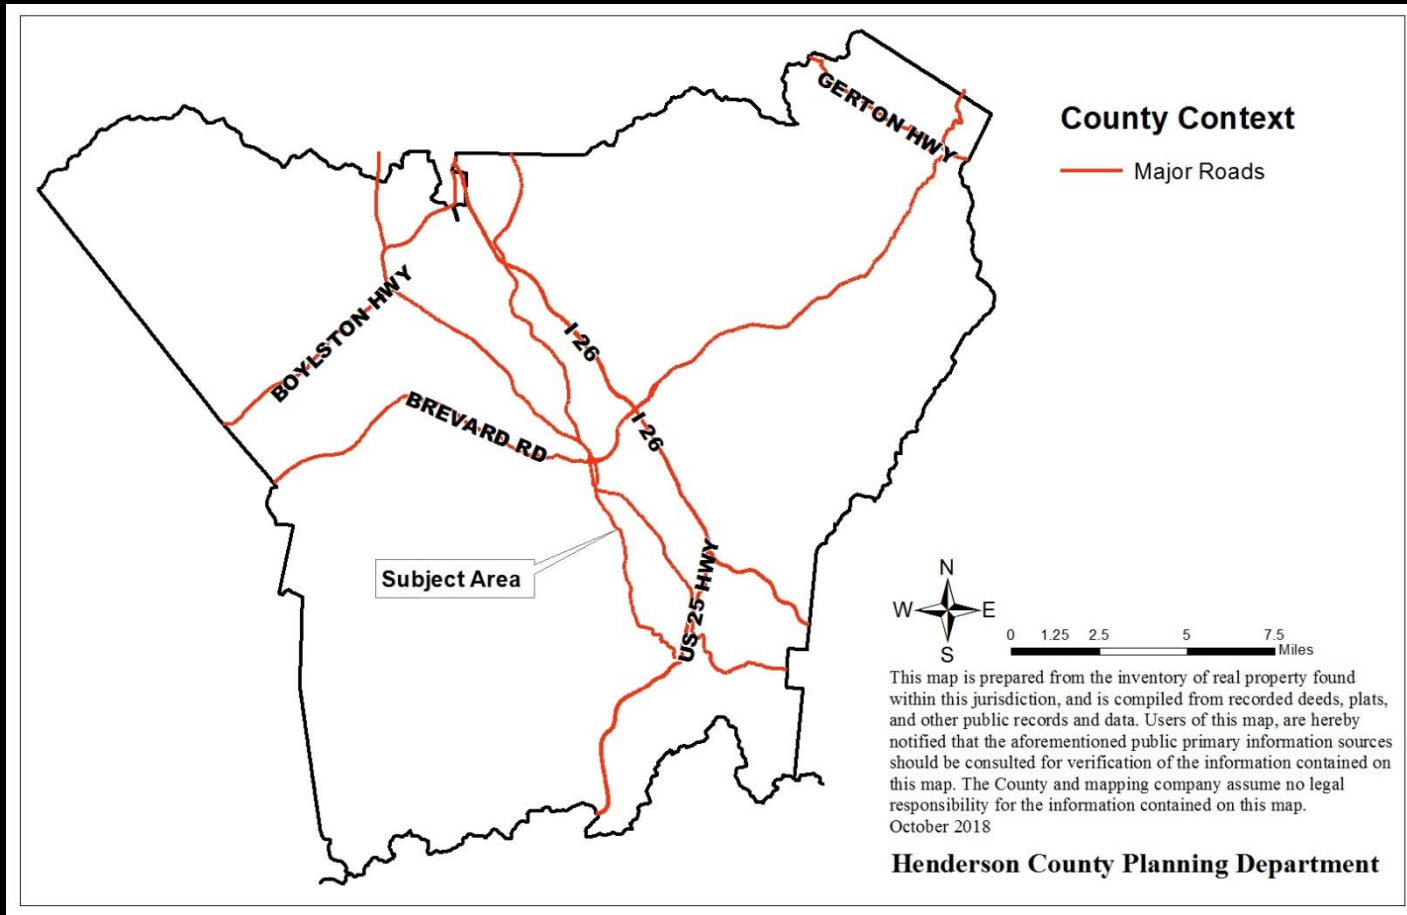 GERTON HWY
County Context
Major Roads
BOYLSTON HWY
I 26
BREVARD RD
I 26
Subject Area
US 25 HWY
N
W E
S
0 1.25 2.5 5 7.5
Miles
This map is prepared from the inventory of real property found
within this jurisdiction, and is compiled from recorded deeds, plats,
and other public records and data. Users of this map, are hereby
notified that the aforementioned public primary information sources
should be consulted for verification of the information contained on
this map. The County and mapping company assume no legal
responsibility for the information contained on this map.
October 2018
Henderson County Planning Department